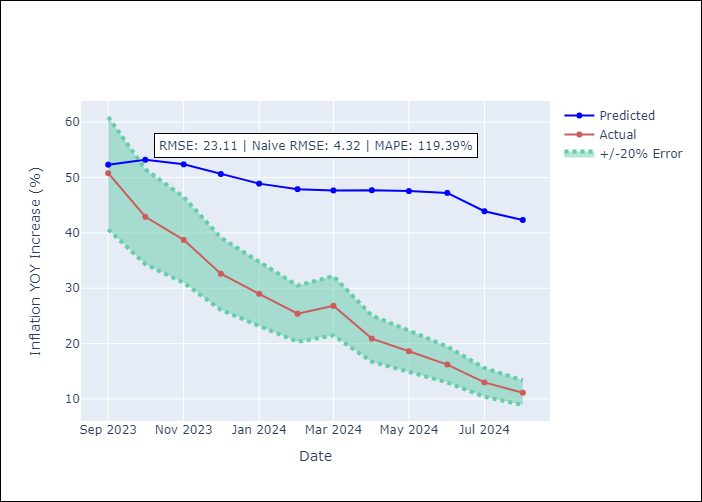 RMSE: 23.11 | Naive RMSE: 4.32 | MAPE: 119.39%
Predicted
Actual
+/-20% Error
Inflation YOY Increase (%)
60
50
40
30
20
10
Sep 2023
Nov 2023
Jan 2024
Mar 2024
May 2024
Jul 2024
Date